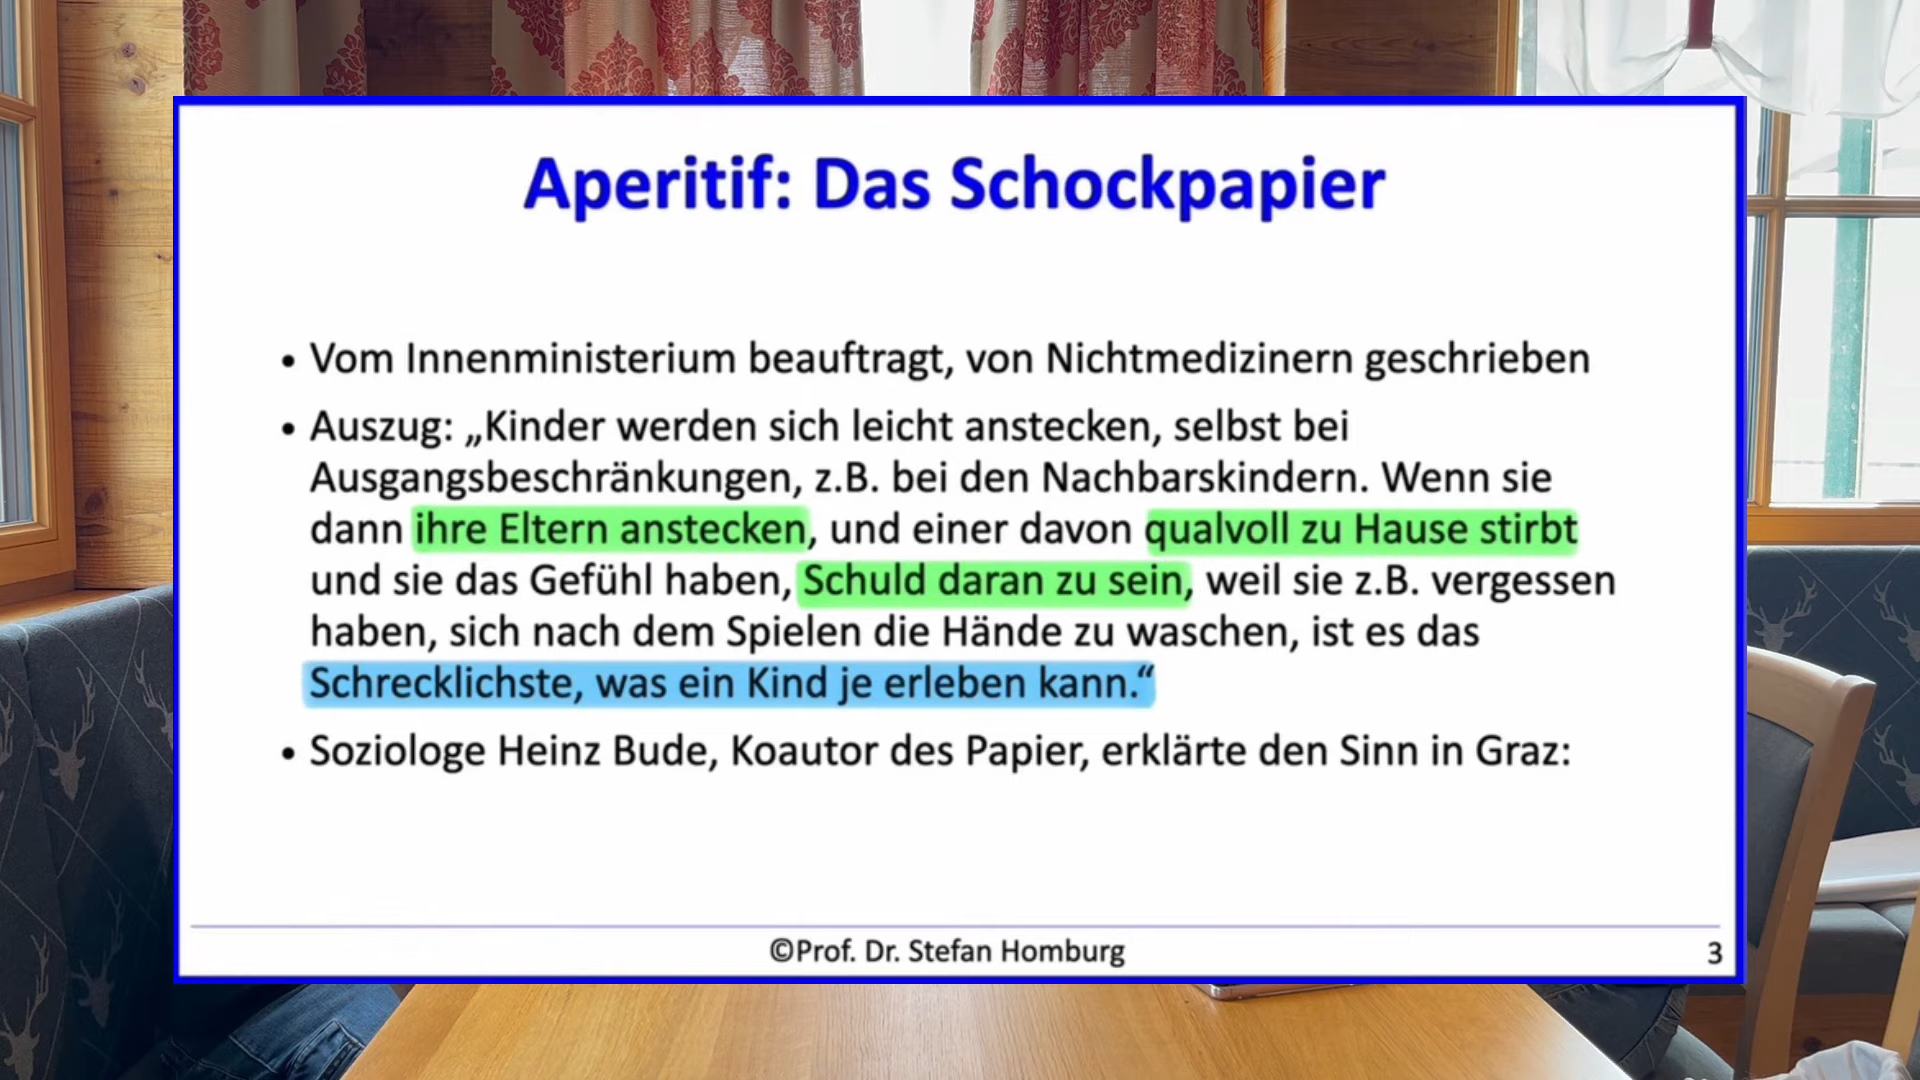 Aperitif: Das Schockpapier
• Vom Innenministerium beauftragt, von Nichtmedizinern geschrieben
• Auszug: „Kinder werden sich leicht anstecken, selbst bei
Ausgangsbeschränkungen, z.B. bei den Nachbarskindern. Wenn sie
dann ihre Eltern anstecken, und einer davon qualvoll zu Hause stirbt
und sie das Gefühl haben, Schuld daran zu sein, weil sie z.B. vergessen
haben, sich nach dem Spielen die Hände zu waschen, ist es das
Schrecklichste, was ein Kind je erleben kann.“
• Soziologe Heinz Bude, Koautor des Papier, erklärte den Sinn in Graz:
©Prof. Dr. Stefan Homburg
3